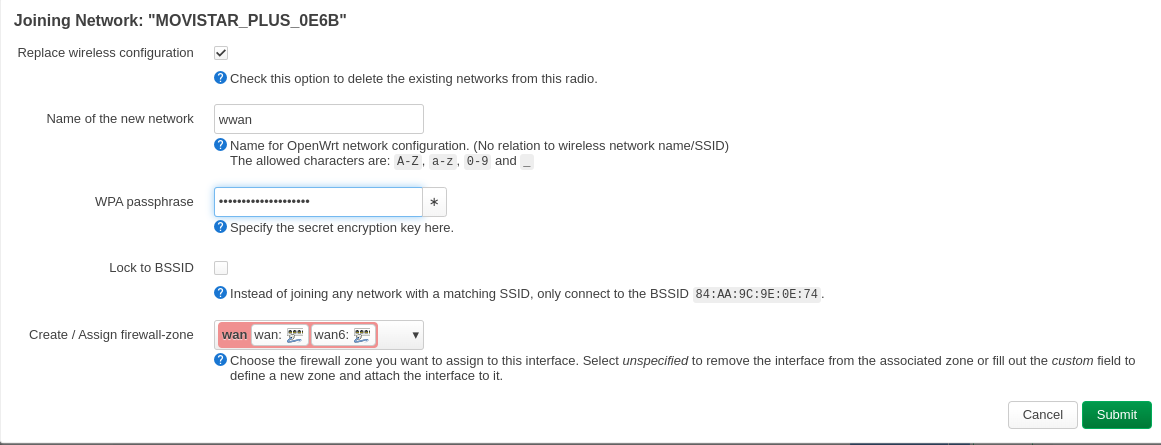 Joining Network: "MOVISTAR_PLUS_0E6B"
Replace wireless configuration
Check this option to delete the existing networks from this radio.
Name of the new network wwan
Name for OpenWrt network configuration. (No relation to wireless network name/SSID)
The allowed characters are: A-Z, a-z, 0-9 and _
WPA passphrase •••••••••••••••••••• *
Specify the secret encryption key here.
Lock to BSSID
Instead of joining any network with a matching SSID, only connect to the BSSID 84:AA:9C:9E:0E:74.
Create / Assign firewall-zone wan wan: wan6: ▼
Choose the firewall zone you want to assign to this interface. Select unspecified to remove the interface from the associated zone or fill out the custom field to
define a new zone and attach the interface to it.
Cancel Submit